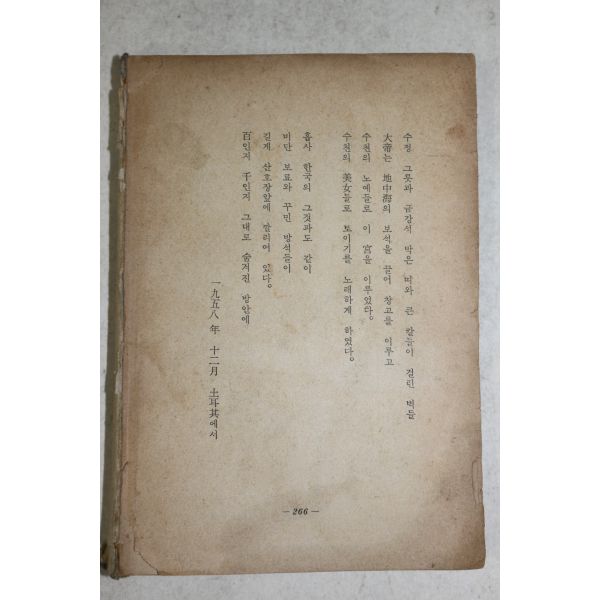 수정 그릇과 금강석 박은 띠와 큰 칼들이 걸린 벽들
大帝는 地中海의 보석을 끌어 창고를 이루고
수천의 노예들로 이 宮을 이루었다。
수천의 美女들로 토이기를 노래하게 하였다。
흡사 한국의 그것과도 같이
비단 보료와 꾸민 방석들이
길게 산호장앞에 깔리어 있다。
百인지 千인지 그대로 숨겨진 방안에
一九五八年 十二月 土耳其에서
— 266 —